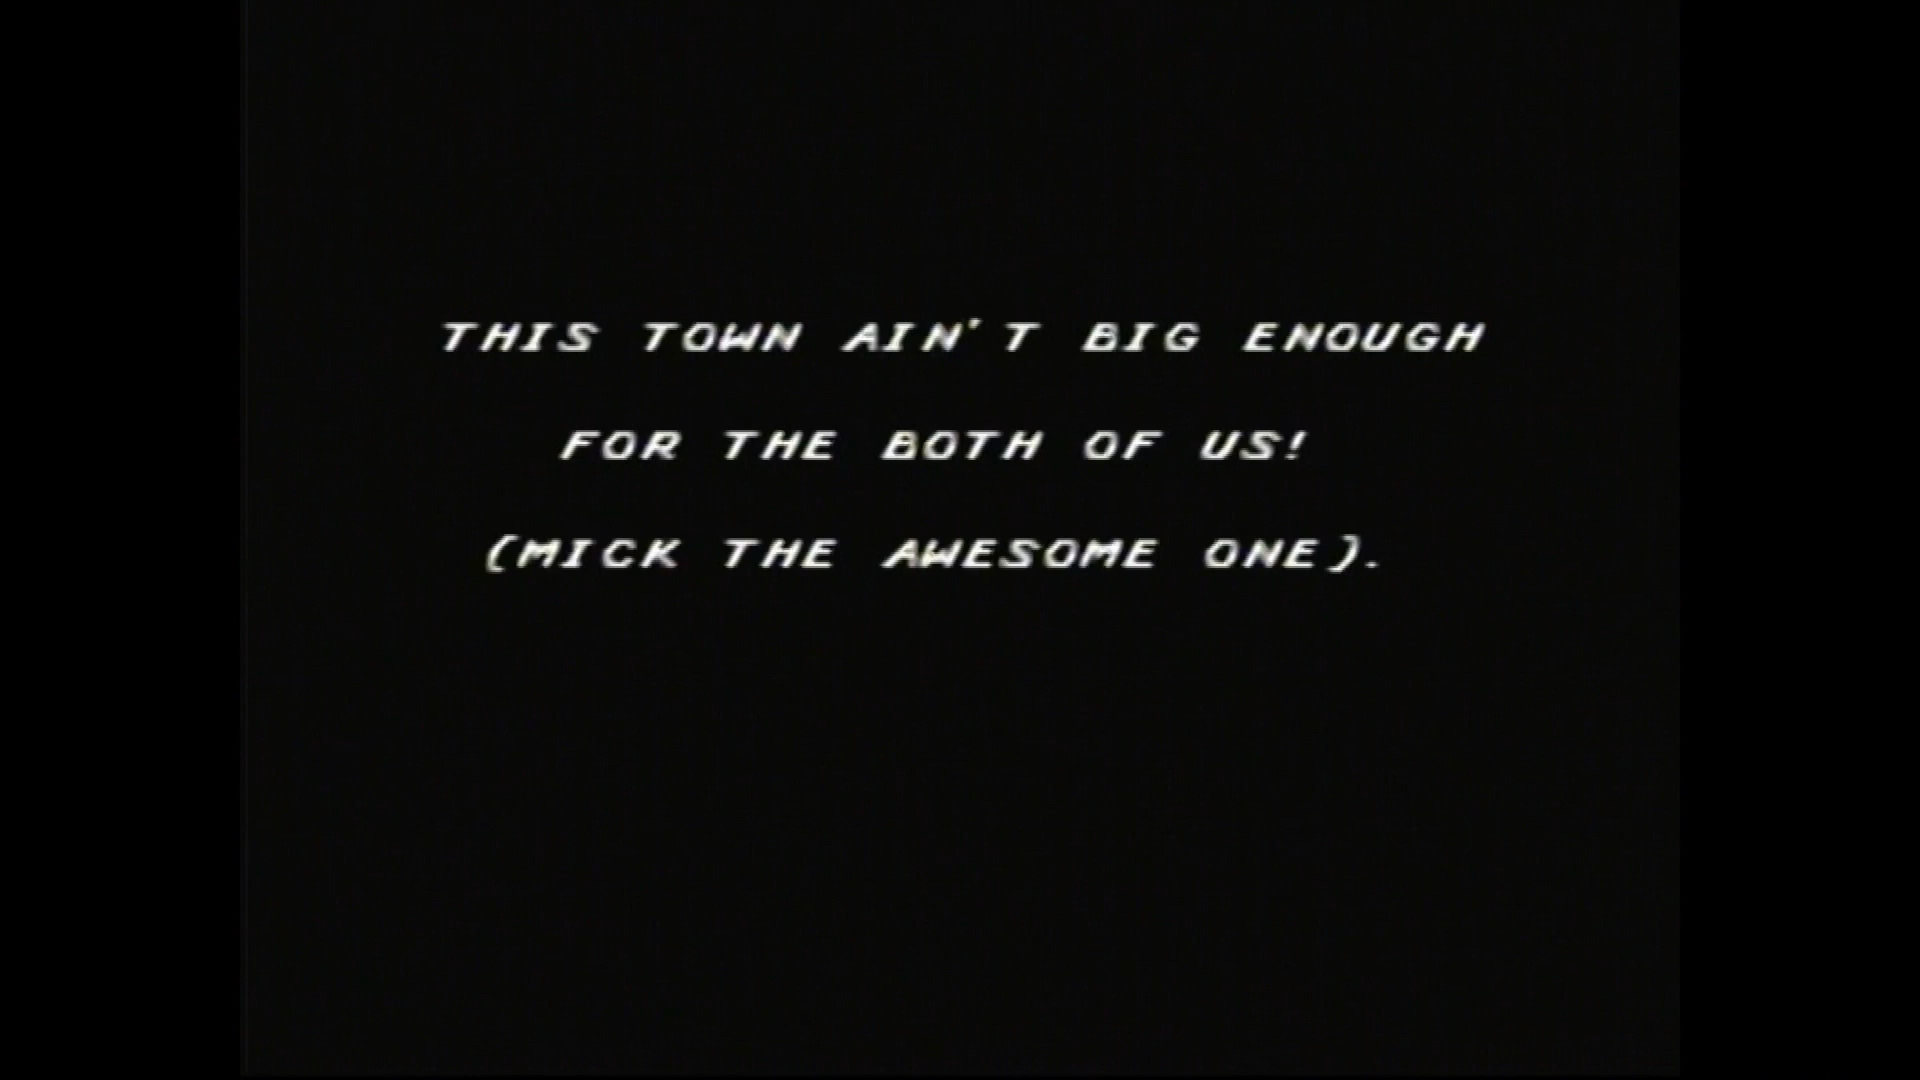 THIS TOWN AIN'T BIG ENOUGH
FOR THE BOTH OF US!
(MICK THE AWESOME ONE).